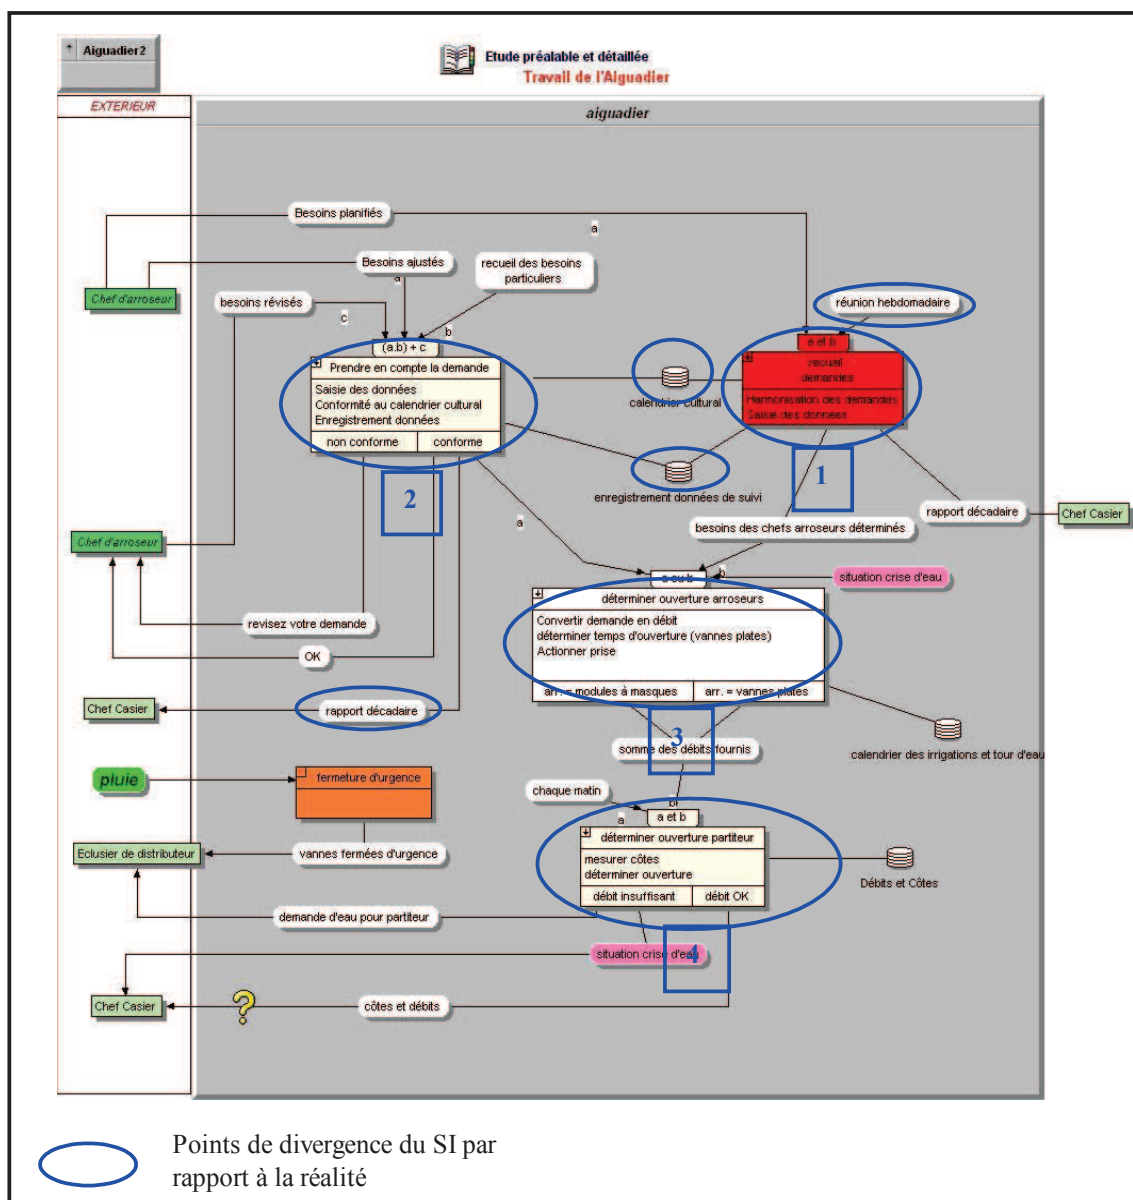 Aiguadier2
Etude préalable et détaillée
Travail de l'Aiguadier
EXTERIEUR
aiguadier
Besoins planifiés
a
Besoins ajustés
a
recueil des besoins
particuliers
Chef d'arroseur
besoins révisés
c
b
réunion hebdomadaire
(a.b) + c
a et b
Prendre en compte la demande
Saisie des données
Conformité au calendrier cultural
Enregistrement données
non conforme
conforme
recueil
demandes
Harmonisation des demandes
Saisie des données
calendrier cultural
1
2
enregistrement données de suivi
rapport décadaire
Chef Casier
a
besoins des chefs arroseurs déterminés
Chef d'arroseur
a ou b
b
situation crise d'eau
déterminer ouverture arroseurs
Convertir demande en débit
déterminer temps d'ouverture (vannes plates)
Actionner prise
arr. = modules à masques
arr. = vannes plates
revisez votre demande
OK
Chef Casier
rapport décadaire
3
somme des débits fournis
calendrier des irrigations et tour d'eau
pluie
fermeture d'urgence
chaque matin
b
a
a et b
Eclusier de distributeur
vannes fermées d'urgence
déterminer ouverture partiteur
mesurer côtes
déterminer ouverture
débit insuffisant
débit OK
Débits et Côtes
demande d'eau pour partiteur
situation crise d'eau
4
Chef Casier
?
côtes et débits
Points de divergence du SI par
rapport à la réalité